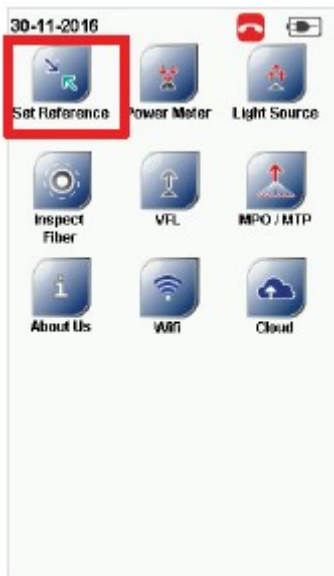 30-11-2016
Set Reference
Power Meter
Light Source
Inspect
Fiber
VFL
MPO / MTP
i
About Us
Wifi
Cloud